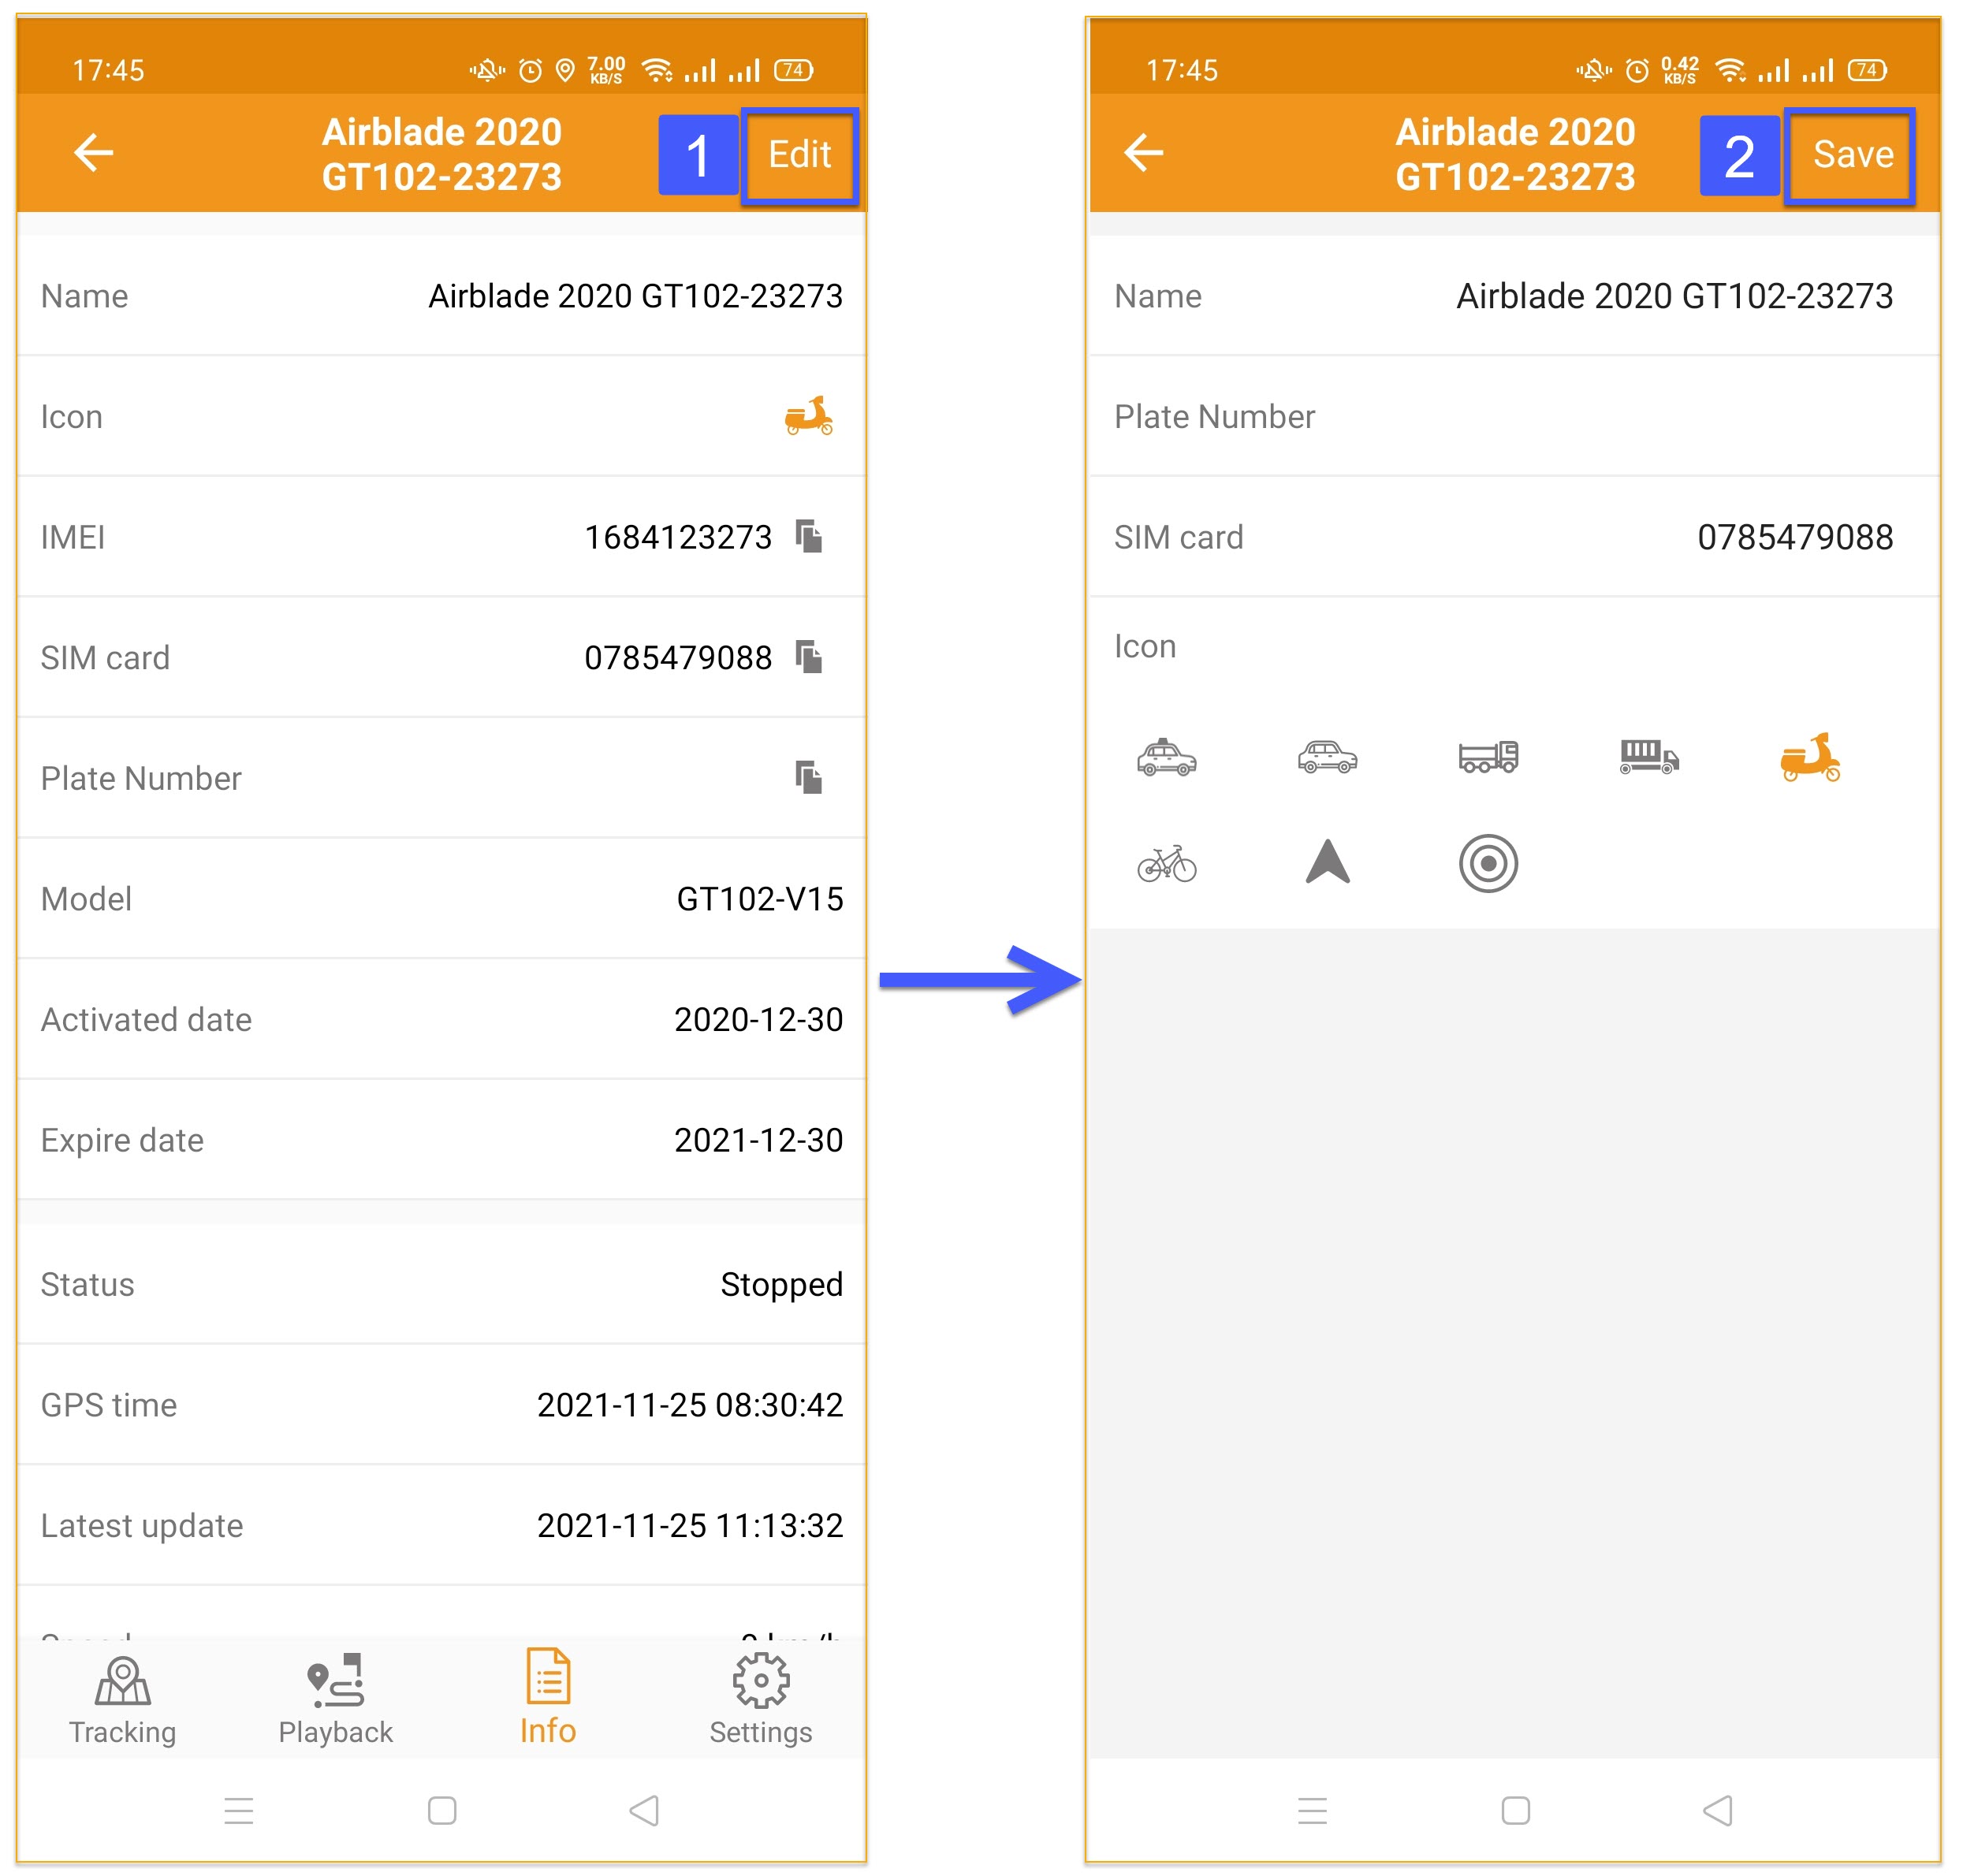 17:45
7.00
KB/S
74
Airblade 2020
GT102-23273
1
Edit
Name
Airblade 2020 GT102-23273
Icon
IMEI
1684123273
SIM card
0785479088
Plate Number
Model
GT102-V15
Activated date
2020-12-30
Expire date
2021-12-30
Status
Stopped
GPS time
2021-11-25 08:30:42
Latest update
2021-11-25 11:13:32
Tracking
Playback
Info
Settings
17:45
0.42
KB/S
74
Airblade 2020
GT102-23273
2
Save
Name
Airblade 2020 GT102-23273
Plate Number
SIM card
0785479088
Icon